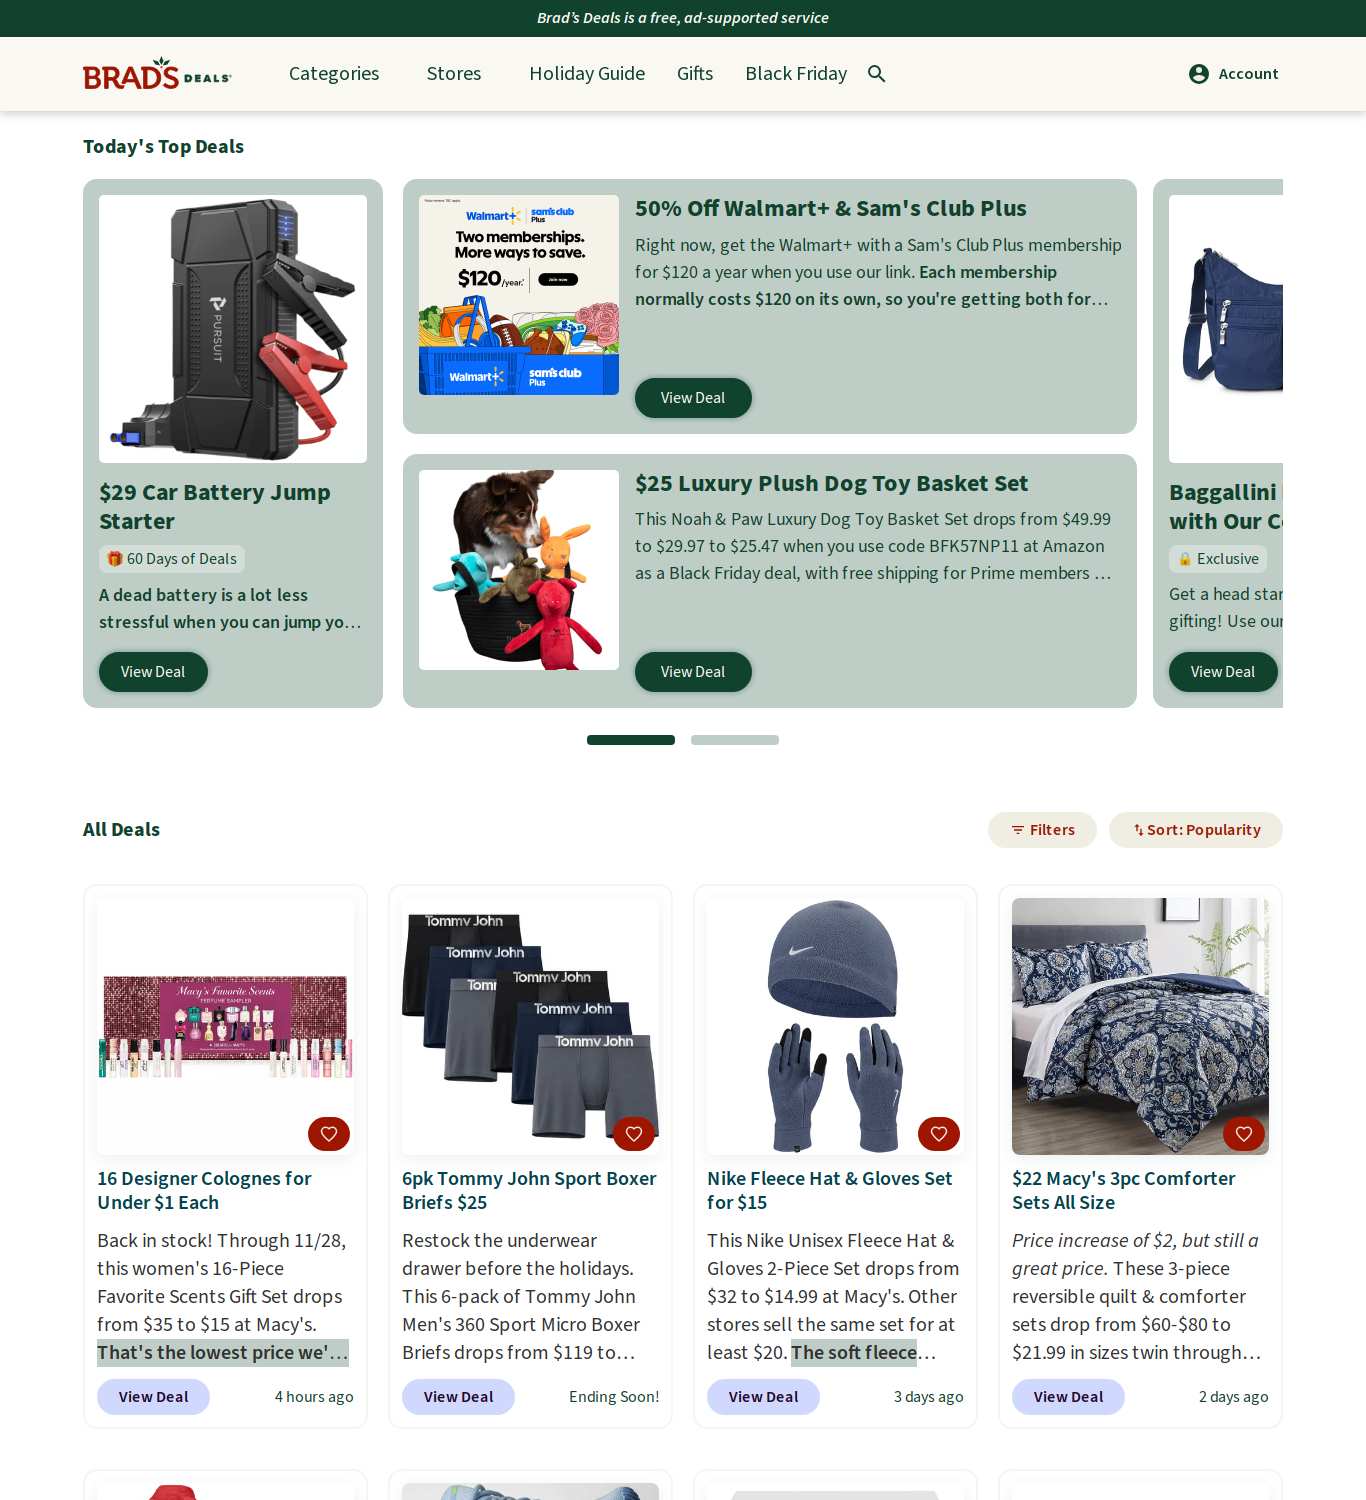 Brad's Deals is a free, ad-supported service
BRAD'S DEALS
Categories
Stores
Holiday Guide
Gifts
Black Friday
Account
Today's Top Deals
PURSUIT
$29 Car Battery Jump
Starter
🎁 60 Days of Deals
A dead battery is a lot less
stressful when you can jump yo…
View Deal
Walmart+ sam's club Plus
Two memberships.
More ways to save.
$120/year.* Join now
Walmart+ sam's club Plus
50% Off Walmart+ & Sam's Club Plus
Right now, get the Walmart+ with a Sam's Club Plus membership
for $120 a year when you use our link. Each membership
normally costs $120 on its own, so you're getting both for…
View Deal
$25 Luxury Plush Dog Toy Basket Set
This Noah & Paw Luxury Dog Toy Basket Set drops from $49.99
to $29.97 to $25.47 when you use code BFK57NP11 at Amazon
as a Black Friday deal, with free shipping for Prime members …
View Deal
Baggallini
with Our
🔒 Exclusive
Get a head star
gifting! Use our
View Deal
All Deals
Filters
Sort: Popularity
Macy's Favorite Scents
PERFUME SAMPLER
16 Designer Colognes for
Under $1 Each
Back in stock! Through 11/28,
this women's 16-Piece
Favorite Scents Gift Set drops
from $35 to $15 at Macy's.
That's the lowest price we'…
View Deal
4 hours ago
Tommy John
Tommy John
Tommy John
Tommy John
Tommy John
6pk Tommy John Sport Boxer
Briefs $25
Restock the underwear
drawer before the holidays.
This 6-pack of Tommy John
Men's 360 Sport Micro Boxer
Briefs drops from $119 to…
View Deal
Ending Soon!
Nike Fleece Hat & Gloves Set
for $15
This Nike Unisex Fleece Hat &
Gloves 2-Piece Set drops from
$32 to $14.99 at Macy's. Other
stores sell the same set for at
least $20. The soft fleece…
View Deal
3 days ago
$22 Macy's 3pc Comforter
Sets All Size
Price increase of $2, but still a
great price. These 3-piece
reversible quilt & comforter
sets drop from $60-$80 to
$21.99 in sizes twin through…
View Deal
2 days ago